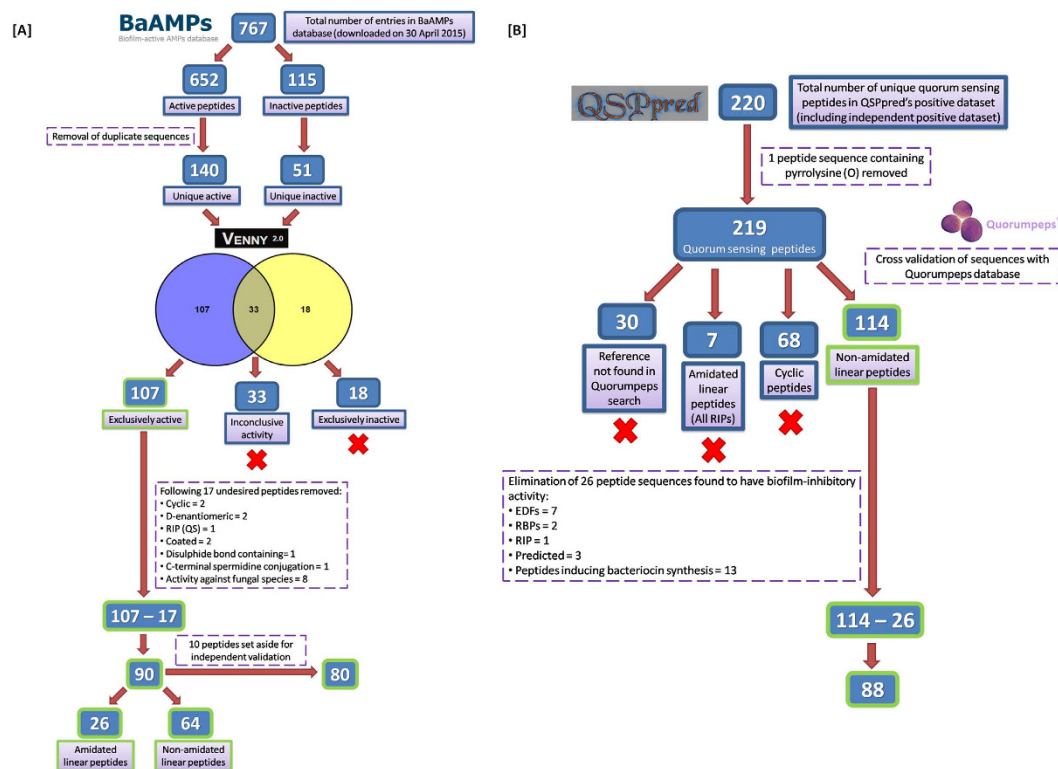 [A]
BaAMPs
Biofilm-active AMPs database
767
Total number of entries in BaAMPs
database (downloaded on 30 April 2015)
652
115
Active peptides
Inactive peptides
Removal of duplicate sequences
140
51
Unique active
Unique inactive
VENNY 2.0
107
33
18
107
33
18
Exclusively active
Inconclusive
activity
Exclusively inactive
Following 17 undesired peptides removed:
• Cyclic = 2
• D-enantiomeric = 2
• RIP (QS) = 1
• Coated = 2
• Disulphide bond containing= 1
• C-terminal spermidine conjugation = 1
• Activity against fungal species = 8
107 – 17
10 peptides set aside for
independent validation
90
80
26
64
Amidated
linear peptides
Non-amidated
linear peptides
[B]
QSPpred
220
Total number of unique quorum sensing
peptides in QSPpred's positive dataset
(including independent positive dataset)
1 peptide sequence containing
pyrrolysine (O) removed
219
Quorum sensing peptides
Quorumpeps
Cross validation of sequences with
Quorumpeps database
30
7
68
114
Reference
not found in
Quorumpeps
search
Amidated
linear
peptides
(All RIPs)
Cyclic
peptides
Non-amidated
linear peptides
Elimination of 26 peptide sequences found to have biofilm-inhibitory
activity:
• EDFs = 7
• RBPs = 2
• RIP = 1
• Predicted = 3
• Peptides inducing bacteriocin synthesis = 13
114 – 26
88